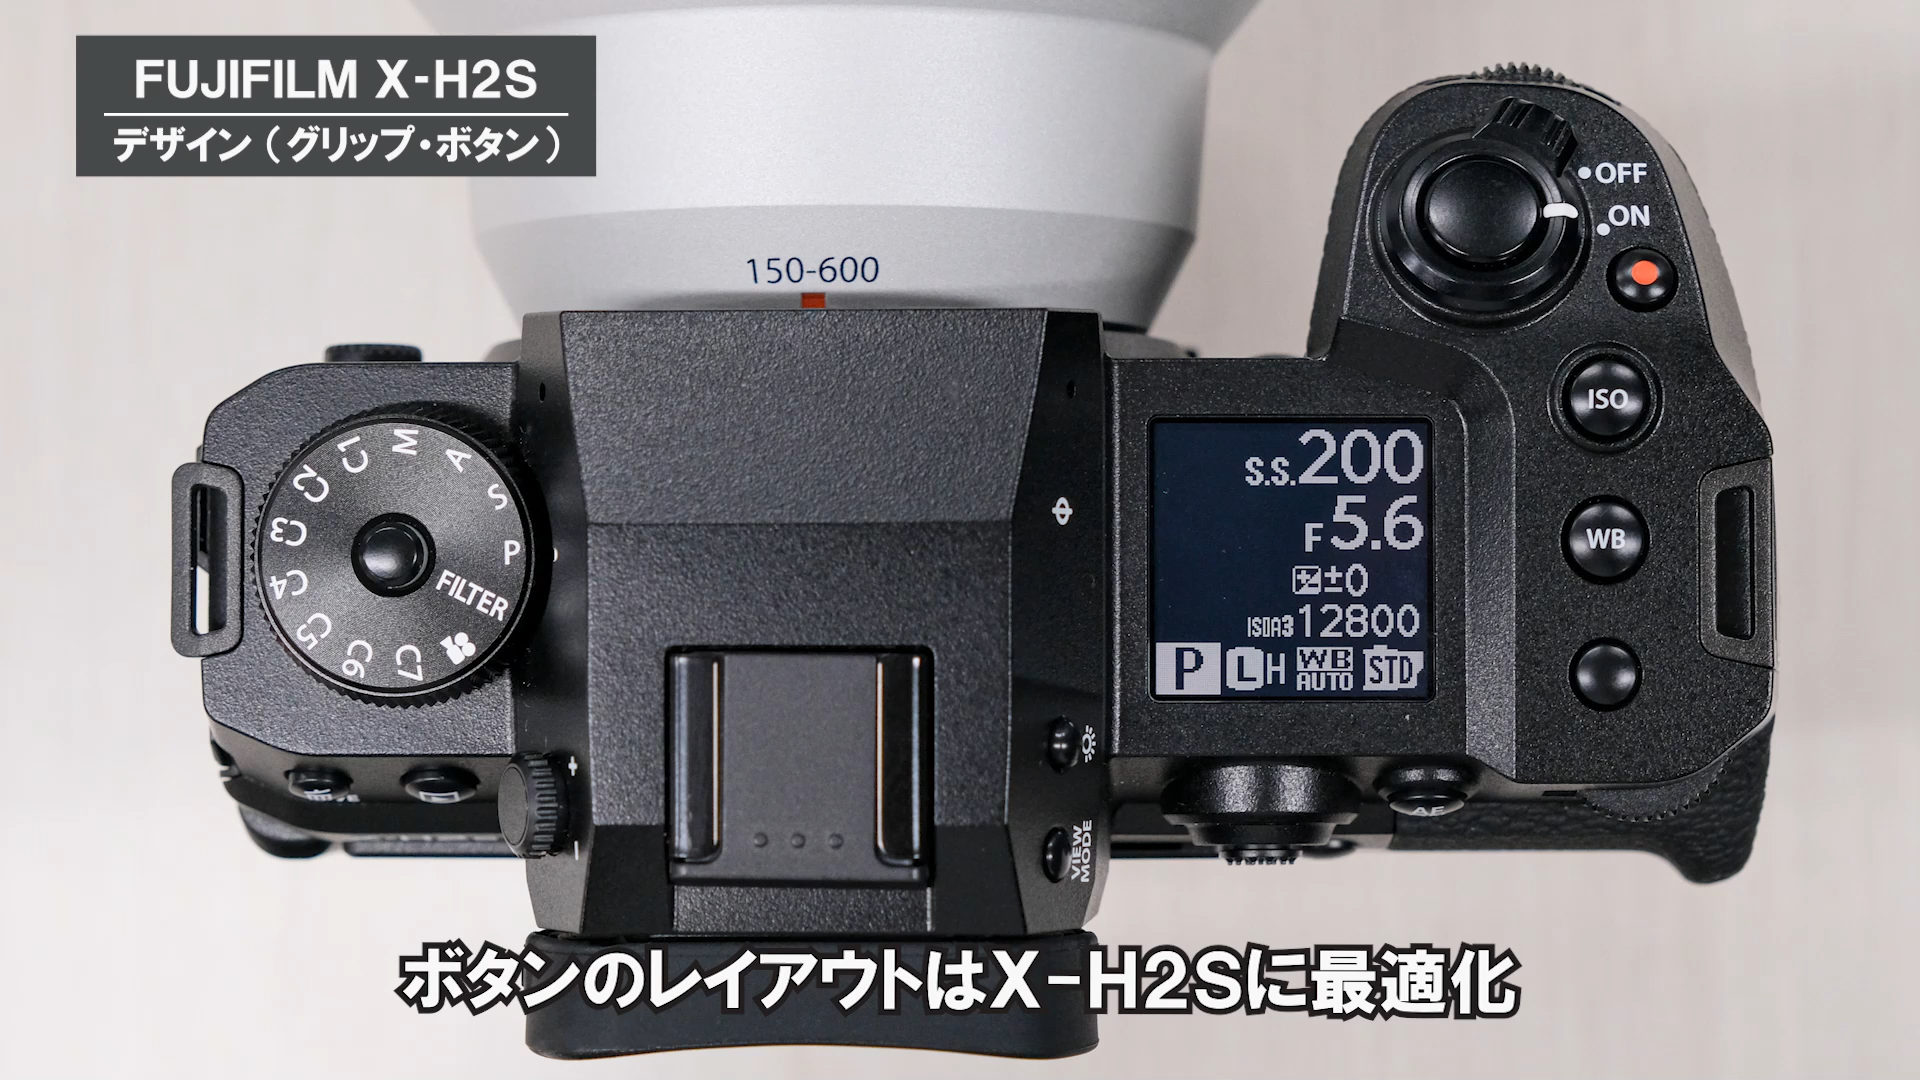 FUJIFILM X-H2S
デザイン（グリップ・ボタン）
150-600
OFF
ON
ISO
WB
M
A
S
P
FILTER
C1
C2
C3
C4
C5
C6
C7
S.S.200
F5.6
±0
ISOA3 12800
P L H WB AUTO STD
+
-
VIEW MODE
AF
ボタンのレイアウトはX-H2Sに最適化